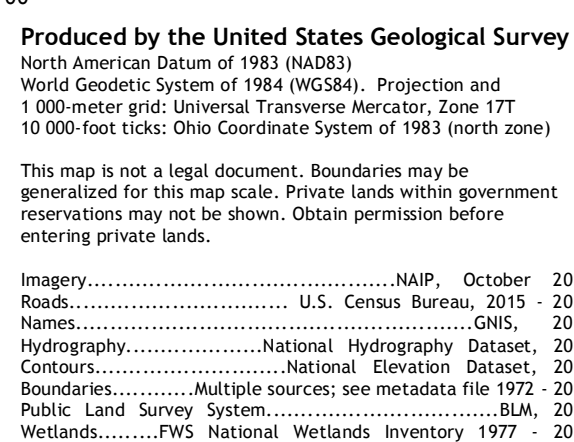 Produced by the United States Geological Survey
North American Datum of 1983 (NAD83)
World Geodetic System of 1984 (WGS84). Projection and
1 000-meter grid: Universal Transverse Mercator, Zone 17T
10 000-foot ticks: Ohio Coordinate System of 1983 (north zone)
This map is not a legal document. Boundaries may be
generalized for this map scale. Private lands within government
reservations may not be shown. Obtain permission before
entering private lands.
Imagery.............................................NAIP, October 20
Roads................................ U.S. Census Bureau, 2015 - 20
Names..........................................................GNIS, 20
Hydrography....................National Hydrography Dataset, 20
Contours............................National Elevation Dataset, 20
Boundaries............Multiple sources; see metadata file 1972 - 20
Public Land Survey System..................................BLM, 20
Wetlands.........FWS National Wetlands Inventory 1977 - 20